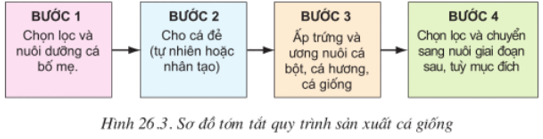 BƯỚC 1
Chọn lọc và
nuôi dưỡng cá
bố mẹ.
BƯỚC 2
Cho cá đẻ
(tự nhiên hoặc
nhân tạo)
BƯỚC 3
Ấp trứng và
ương nuôi cá
bột, cá hương,
cá giống
BƯỚC 4
Chọn lọc và chuyển
sang nuôi giai đoạn
sau, tuỳ mục đích
Hình 26.3. Sơ đồ tóm tắt quy trình sản xuất cá giống